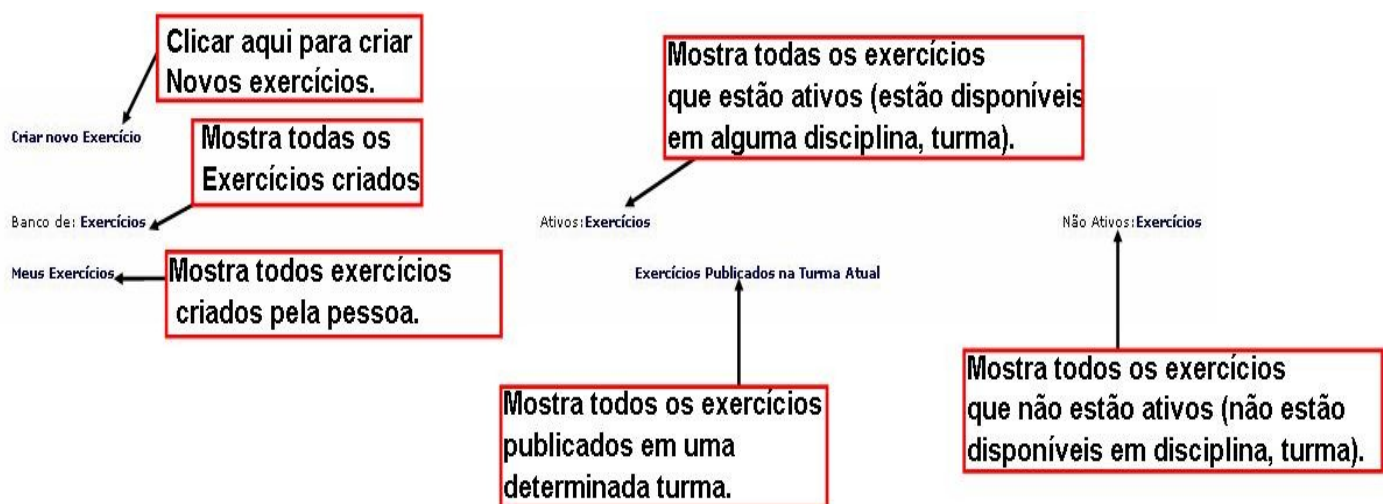 Clicar aqui para criar
Novos exercícios.
Mostra todas os exercícios
que estão ativos (estão disponíveis
em alguma disciplina, turma).
Criar novo Exercício
Mostra todas os
Exercícios criados
Banco de: Exercícios
Ativos:Exercícios
Não Ativos:Exercícios
Meus Exercícios
Mostra todos exercícios
criados pela pessoa.
Exercícios Publicados na Turma Atual
Mostra todos os exercícios
publicados em uma
determinada turma.
Mostra todos os exercícios
que não estão ativos (não estão
disponíveis em disciplina, turma).